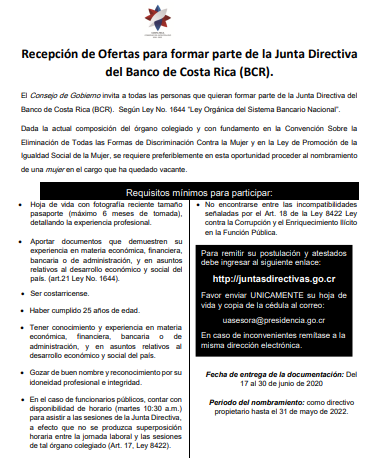 Recepción de Ofertas para formar parte de la Junta Directiva
del Banco de Costa Rica (BCR).
El Consejo de Gobierno invita a todas las personas que quieran formar parte de la Junta Directiva del
Banco de Costa Rica (BCR). Según Ley No. 1644 “Ley Orgánica del Sistema Bancario Nacional”.
Dada la actual composición del órgano colegiado y con fundamento en la Convención Sobre la
Eliminación de Todas las Formas de Discriminación Contra la Mujer y en la Ley de Promoción de la
Igualdad Social de la Mujer, se requiere preferiblemente en esta oportunidad proceder al nombramiento
de una mujer en el cargo que ha quedado vacante.
Requisitos mínimos para participar:
• Hoja de vida con fotografía reciente tamaño
pasaporte (máximo 6 meses de tomada),
detallando la experiencia profesional.
• Aportar documentos que demuestren su
experiencia en materia económica, financiera,
bancaria o de administración, y en asuntos
relativos al desarrollo económico y social del
país. (art.21 Ley No. 1644).
• Ser costarricense.
• Haber cumplido 25 años de edad.
• Tener conocimiento y experiencia en materia
económica, financiera, bancaria o de
administración, y en asuntos relativos al
desarrollo económico y social del país.
• Gozar de buen nombre y reconocimiento por su
idoneidad profesional e integridad.
• En el caso de funcionarios públicos, contar con
disponibilidad de horario (martes 10:30 a.m.)
para asistir a las sesiones de la Junta Directiva,
a efecto que no se produzca superposición
horaria entre la jornada laboral y las sesiones
de tal órgano colegiado (Art. 17, Ley 8422).
• No encontrarse entre las incompatibilidades
señaladas por el Art. 18 de la Ley 8422 Ley
contra la Corrupción y el Enriquecimiento Ilícito
en la Función Pública.
Para remitir su postulación y atestados
debe ingresar al siguiente enlace:
http://juntasdirectivas.go.cr
Favor enviar UNICAMENTE su hoja de
vida y copia de la cédula al correo:
uasesora@presidencia.go.cr
En caso de inconvenientes remítase a la
misma dirección electrónica.
Fecha de entrega de la documentación: Del
17 al 30 de junio de 2020
Periodo del nombramiento: como directivo
propietario hasta el 31 de mayo de 2022.